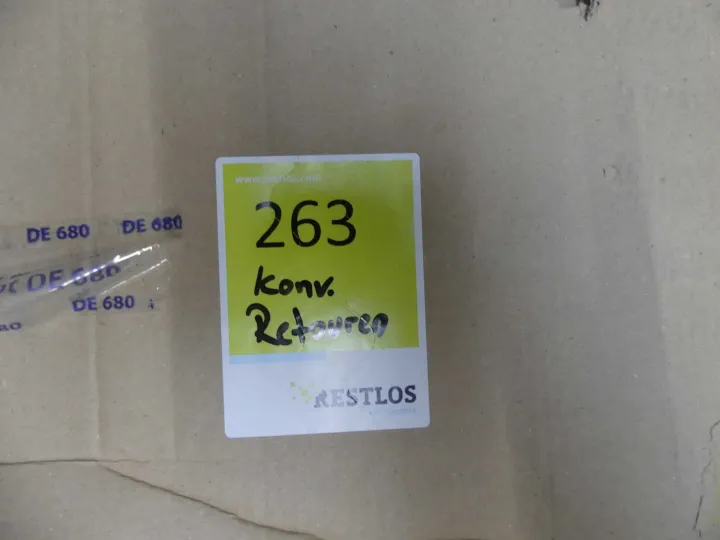 263
Konv.
Retouren
RESTLOS
DE 680 DE 680
DE 680
DE 680